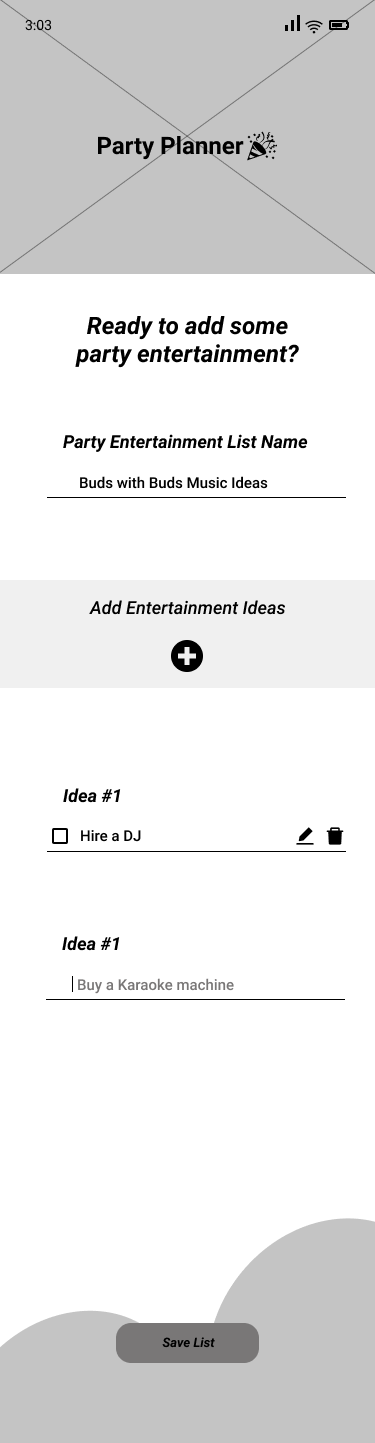 3:03
Party Planner
Ready to add some
party entertainment?
Party Entertainment List Name
Buds with Buds Music Ideas
Add Entertainment Ideas
Idea #1
Hire a DJ
Idea #1
Buy a Karaoke machine
Save List